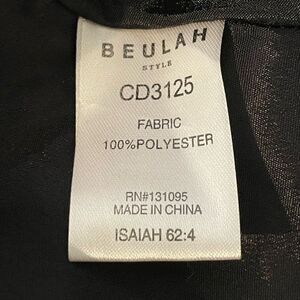 BEULAH
STYLE
CD3125
FABRIC
100%POLYESTER
RN#131095
MADE IN CHINA
ISAIAH 62:4